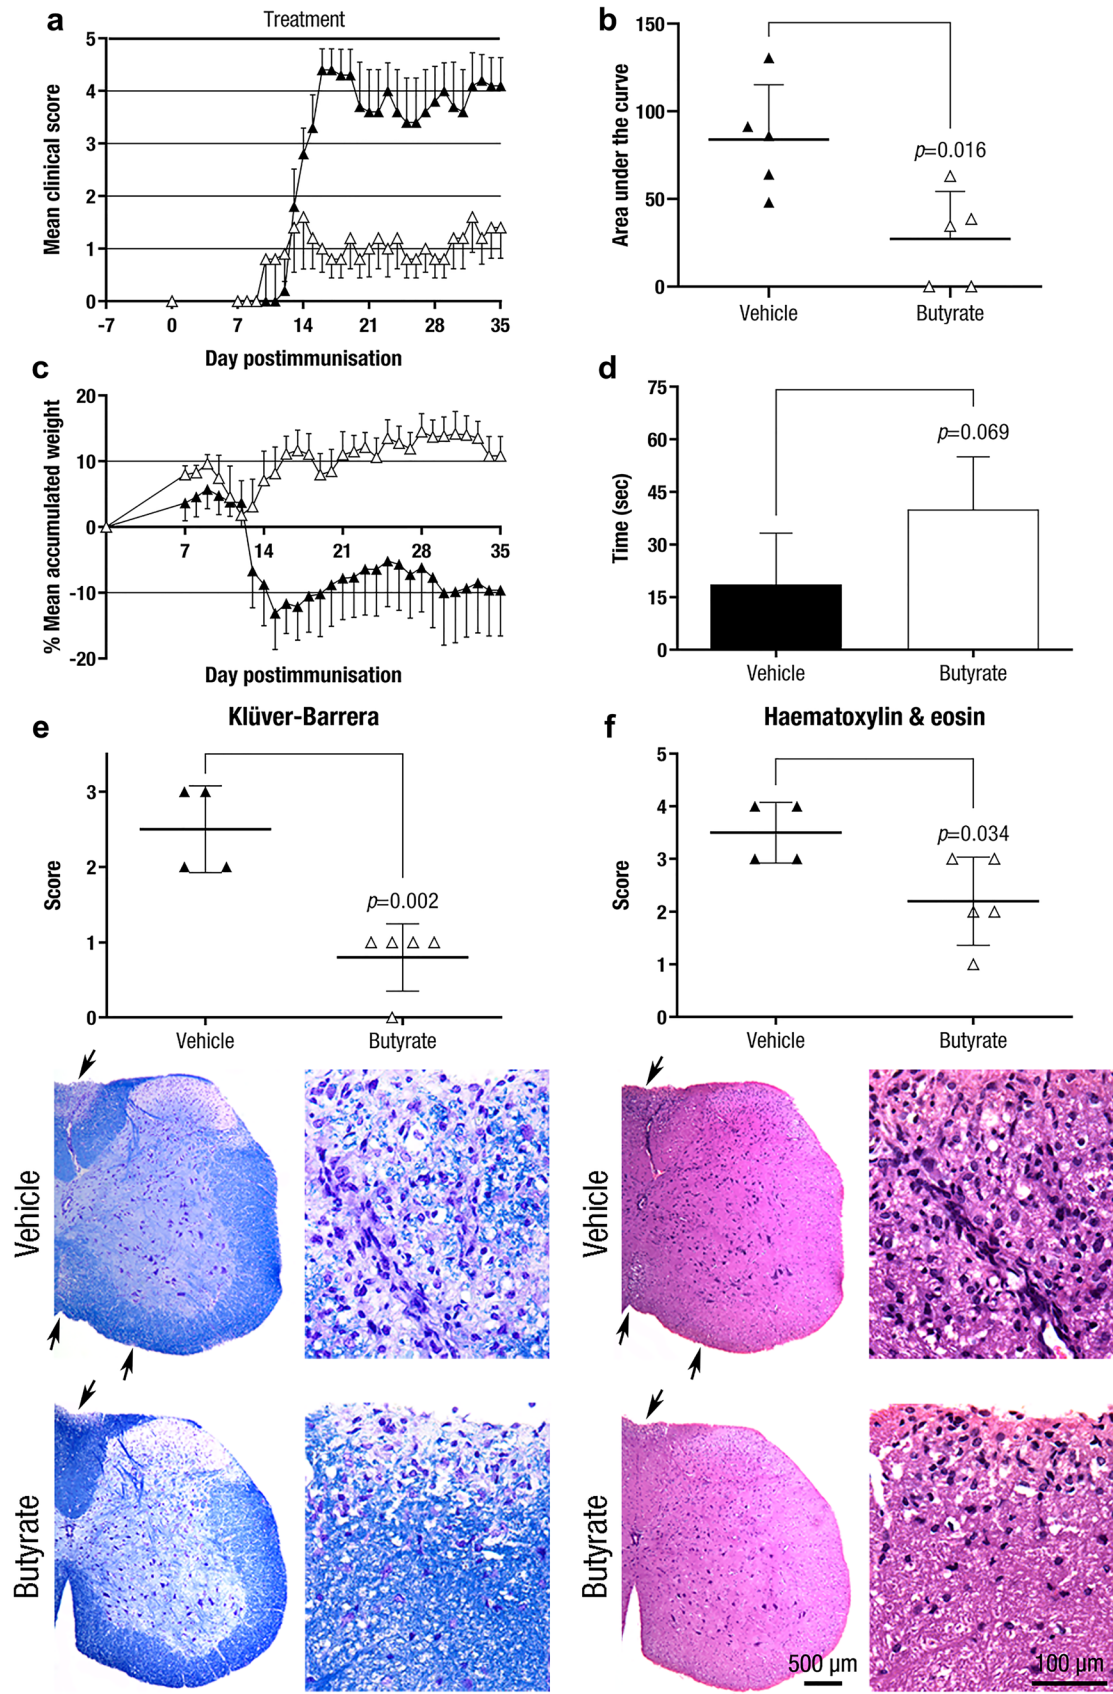 a
Treatment
Mean clinical score
5
4
3
2
1
0
-7
0
7
14
21
28
35
Day postimmunisation
b
Area under the curve
150
100
50
0
p=0.016
Vehicle
Butyrate
c
% Mean accumulated weight
20
10
0
-10
-20
7
14
21
28
35
Day postimmunisation
d
Time (sec)
75
60
45
30
15
0
p=0.069
Vehicle
Butyrate
e
Klüver-Barrera
Score
3
2
1
0
p=0.002
Vehicle
Butyrate
f
Haematoxylin & eosin
Score
5
4
3
2
1
0
p=0.034
Vehicle
Butyrate
Vehicle
Vehicle
Butyrate
Butyrate
500 µm
100 µm